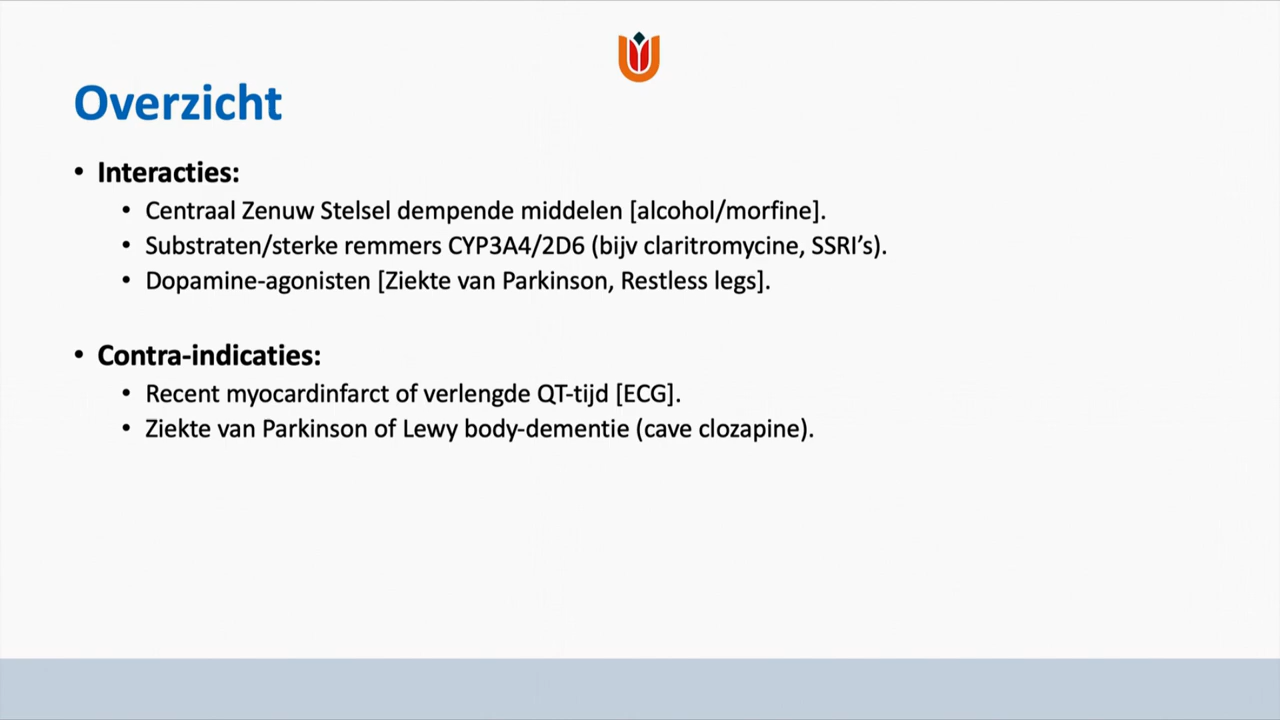 Overzicht
• Interacties:
• Centraal Zenuw Stelsel dempende middelen [alcohol/morfine].
• Substraten/sterke remmers CYP3A4/2D6 (bijv claritromycine, SSRI’s).
• Dopamine-agonisten [Ziekte van Parkinson, Restless legs].
• Contra-indicaties:
• Recent myocardinfarct of verlengde QT-tijd [ECG].
• Ziekte van Parkinson of Lewy body-dementie (cave clozapine).